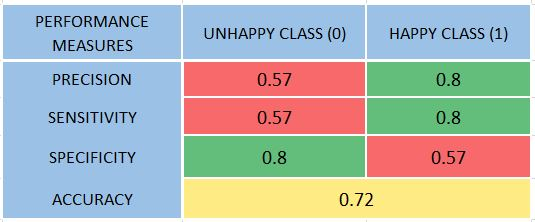 PERFORMANCE MEASURES UNHAPPY CLASS (0) HAPPY CLASS (1)
PRECISION 0.57 0.8
SENSITIVITY 0.57 0.8
SPECIFICITY 0.8 0.57
ACCURACY 0.72